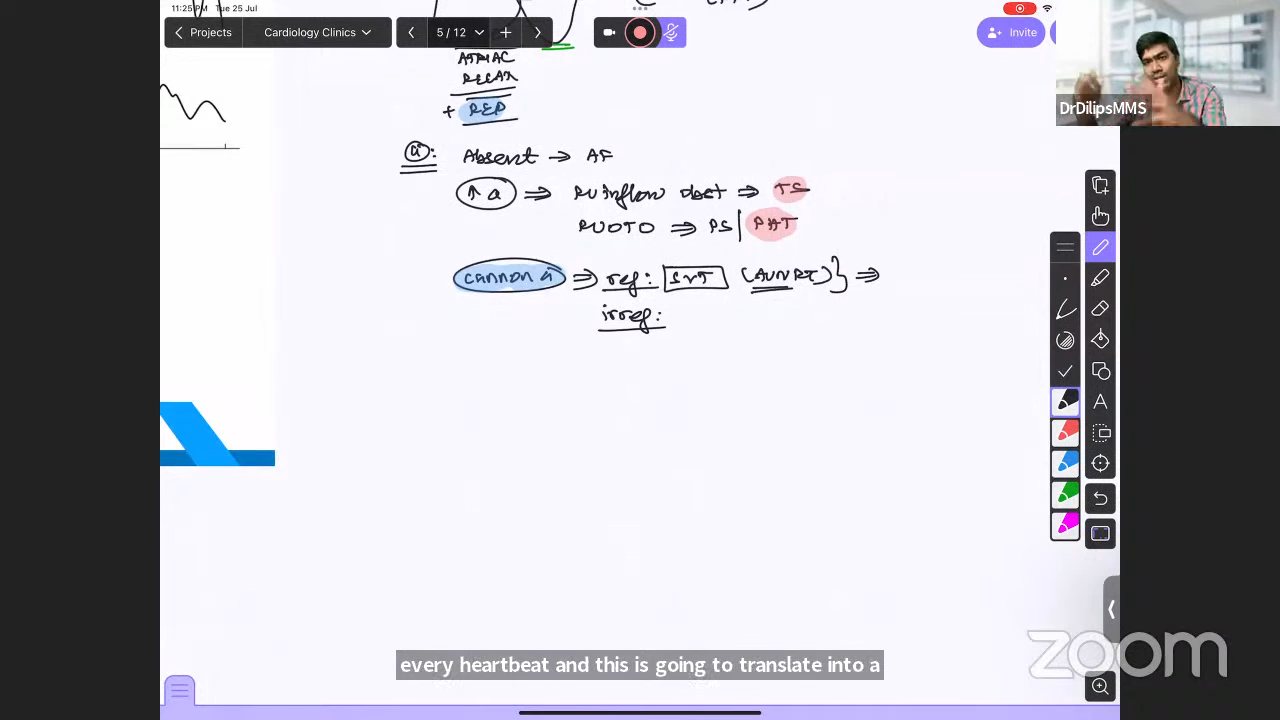 11:25 PM Tue 25 Jul
Projects
Cardiology Clinics
5 / 12
Invite
DrDilipsMMS
RELAX
+ REP
a : Absent → AF
↑ a ⇒ RV inflow obst ⇒ TS
RVOTO ⇒ PS | PAT
cannon a ⇒ reg: SVT (AVNRT) } ⇒
irreg:
every heartbeat and this is going to translate into a
zoom